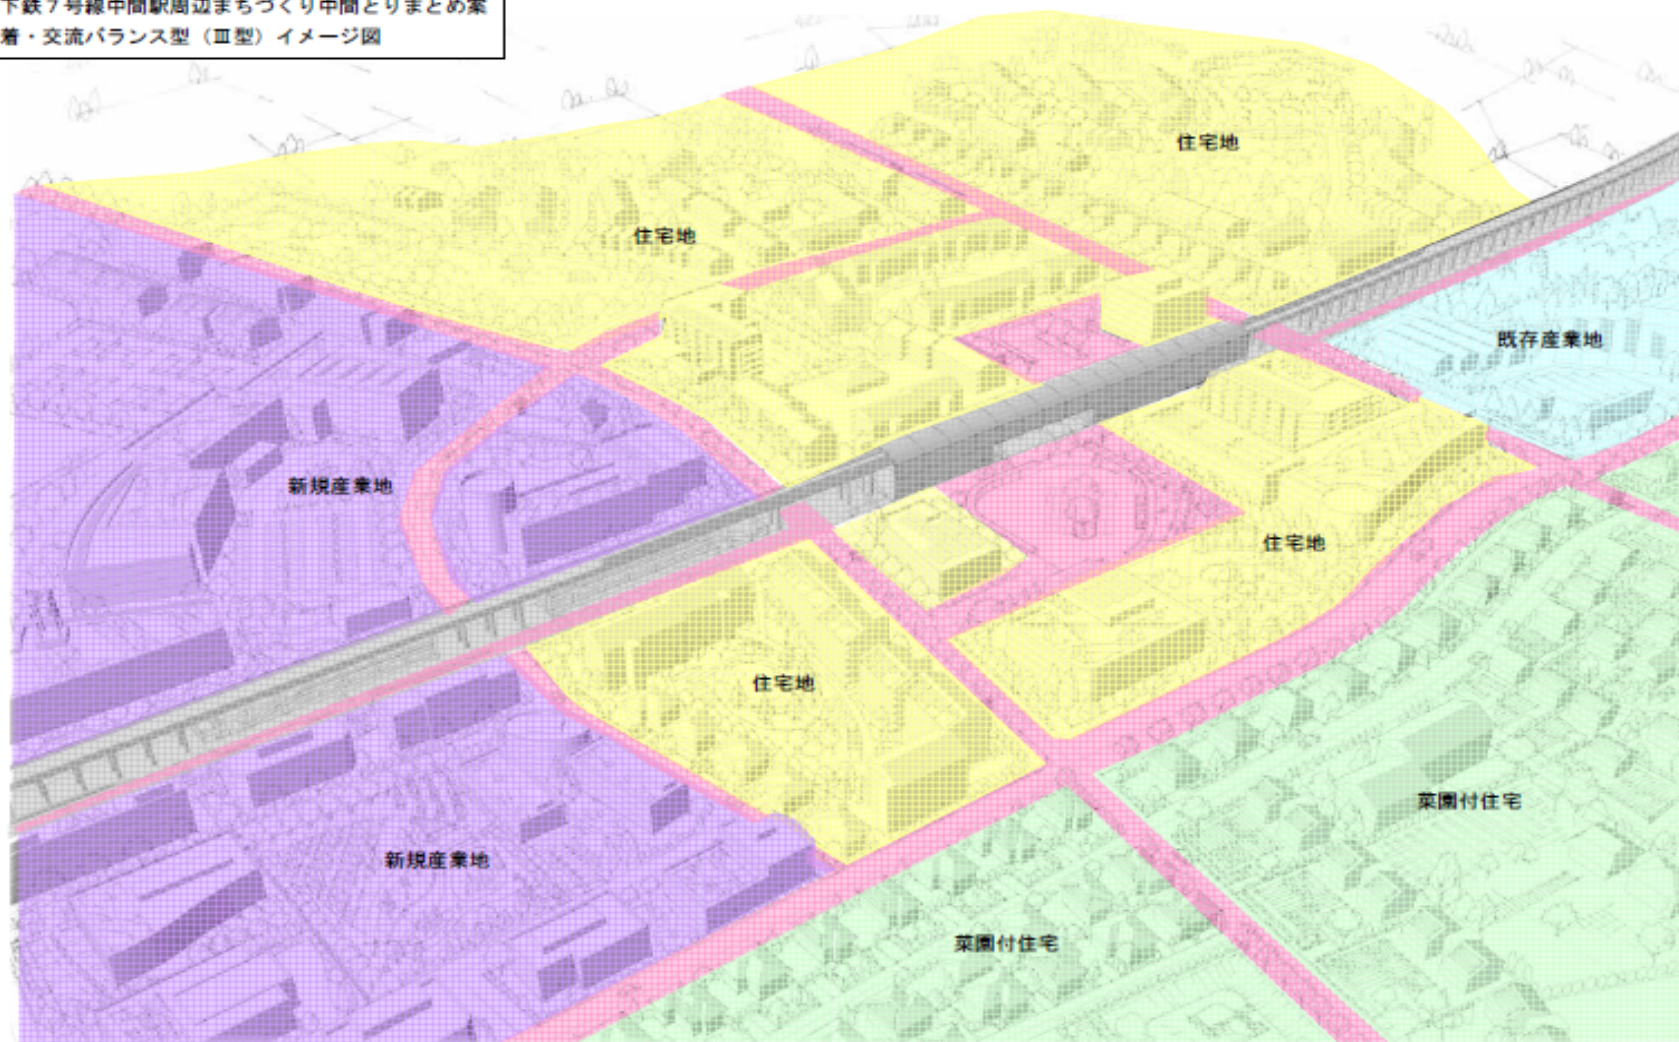 下鉄7号線中間駅周辺まちづくり中間とりまとめ案
着・交流バランス型（Ⅲ型）イメージ図
住宅地
住宅地
既存産業地
新規産業地
住宅地
住宅地
菜園付住宅
新規産業地
菜園付住宅